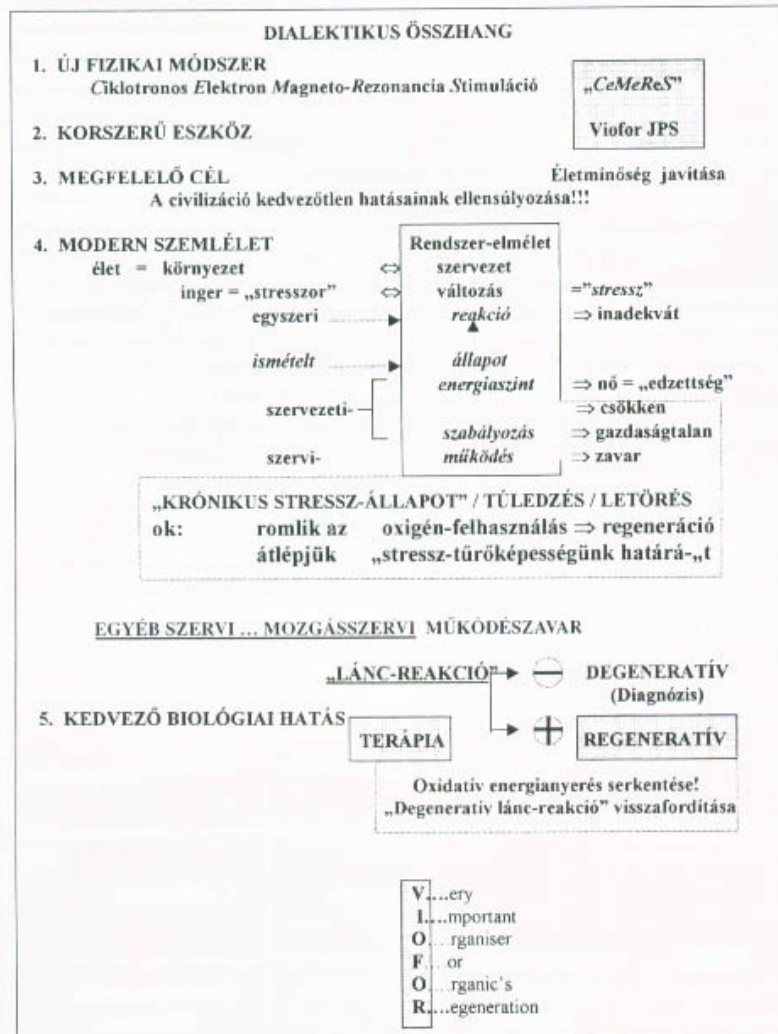 DIALEKTIKUS ÖSSZHANG
1. ÚJ FIZIKAI MÓDSZER
Ciklotronos Elektron Magneto-Rezonancia Stimuláció
„CeMeReS”
Viofor JPS
2. KORSZERŰ ESZKÖZ
3. MEGFELELŐ CÉL Életminőség javítása
A civilizáció kedvezőtlen hatásainak ellensúlyozása!!!
4. MODERN SZEMLÉLET Rendszer-elmélet
élet = környezet ⇔ szervezet
inger = „stresszor” ⇔ változás =”stressz”
egyszeri reakció ⇒ inadekvát
ismételt állapot
energiaszint ⇒ nő = „edzettség”
szervezeti- ⇒ csökken
szabályozás ⇒ gazdaságtalan
szervi- működés ⇒ zavar
„KRÓNIKUS STRESSZ-ÁLLAPOT” / TÚLEDZÉS / LETÖRÉS
ok: romlik az oxigén-felhasználás ⇒ regeneráció
átlépjük „stressz-tűrőképességünk határá-„t
EGYÉB SZERVI ... MOZGÁSSZERVI MŰKÖDÉSZAVAR
„LÁNC-REAKCIÓ” DEGENERATÍV
(Diagnózis)
5. KEDVEZŐ BIOLÓGIAI HATÁS
TERÁPIA REGENERATÍV
Oxidatív energianyerés serkentése!
„Degeneratív lánc-reakció” visszafordítása
V....ery
I....mportant
O....rganiser
F....or
O....rganic's
R....egeneration